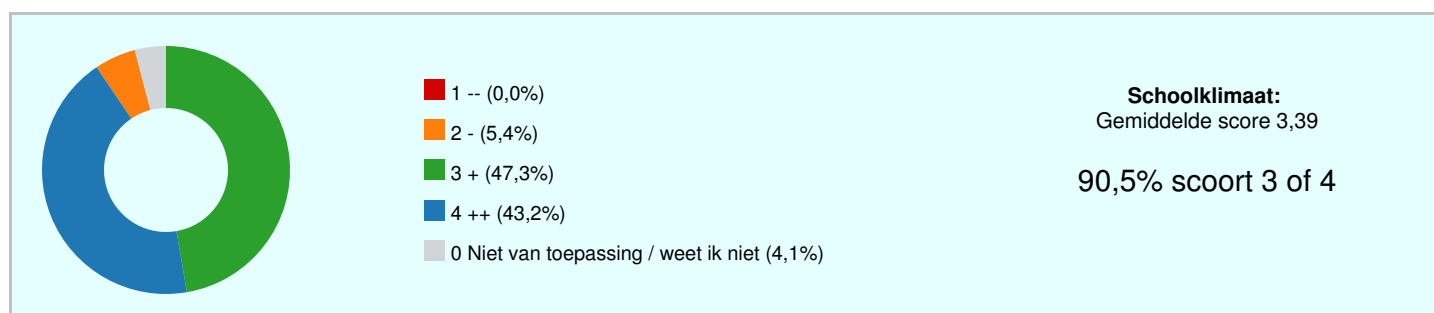 1 -- (0,0%)
2 - (5,4%)
3 + (47,3%)
4 ++ (43,2%)
0 Niet van toepassing / weet ik niet (4,1%)
Schoolklimaat:
Gemiddelde score 3,39
90,5% scoort 3 of 4